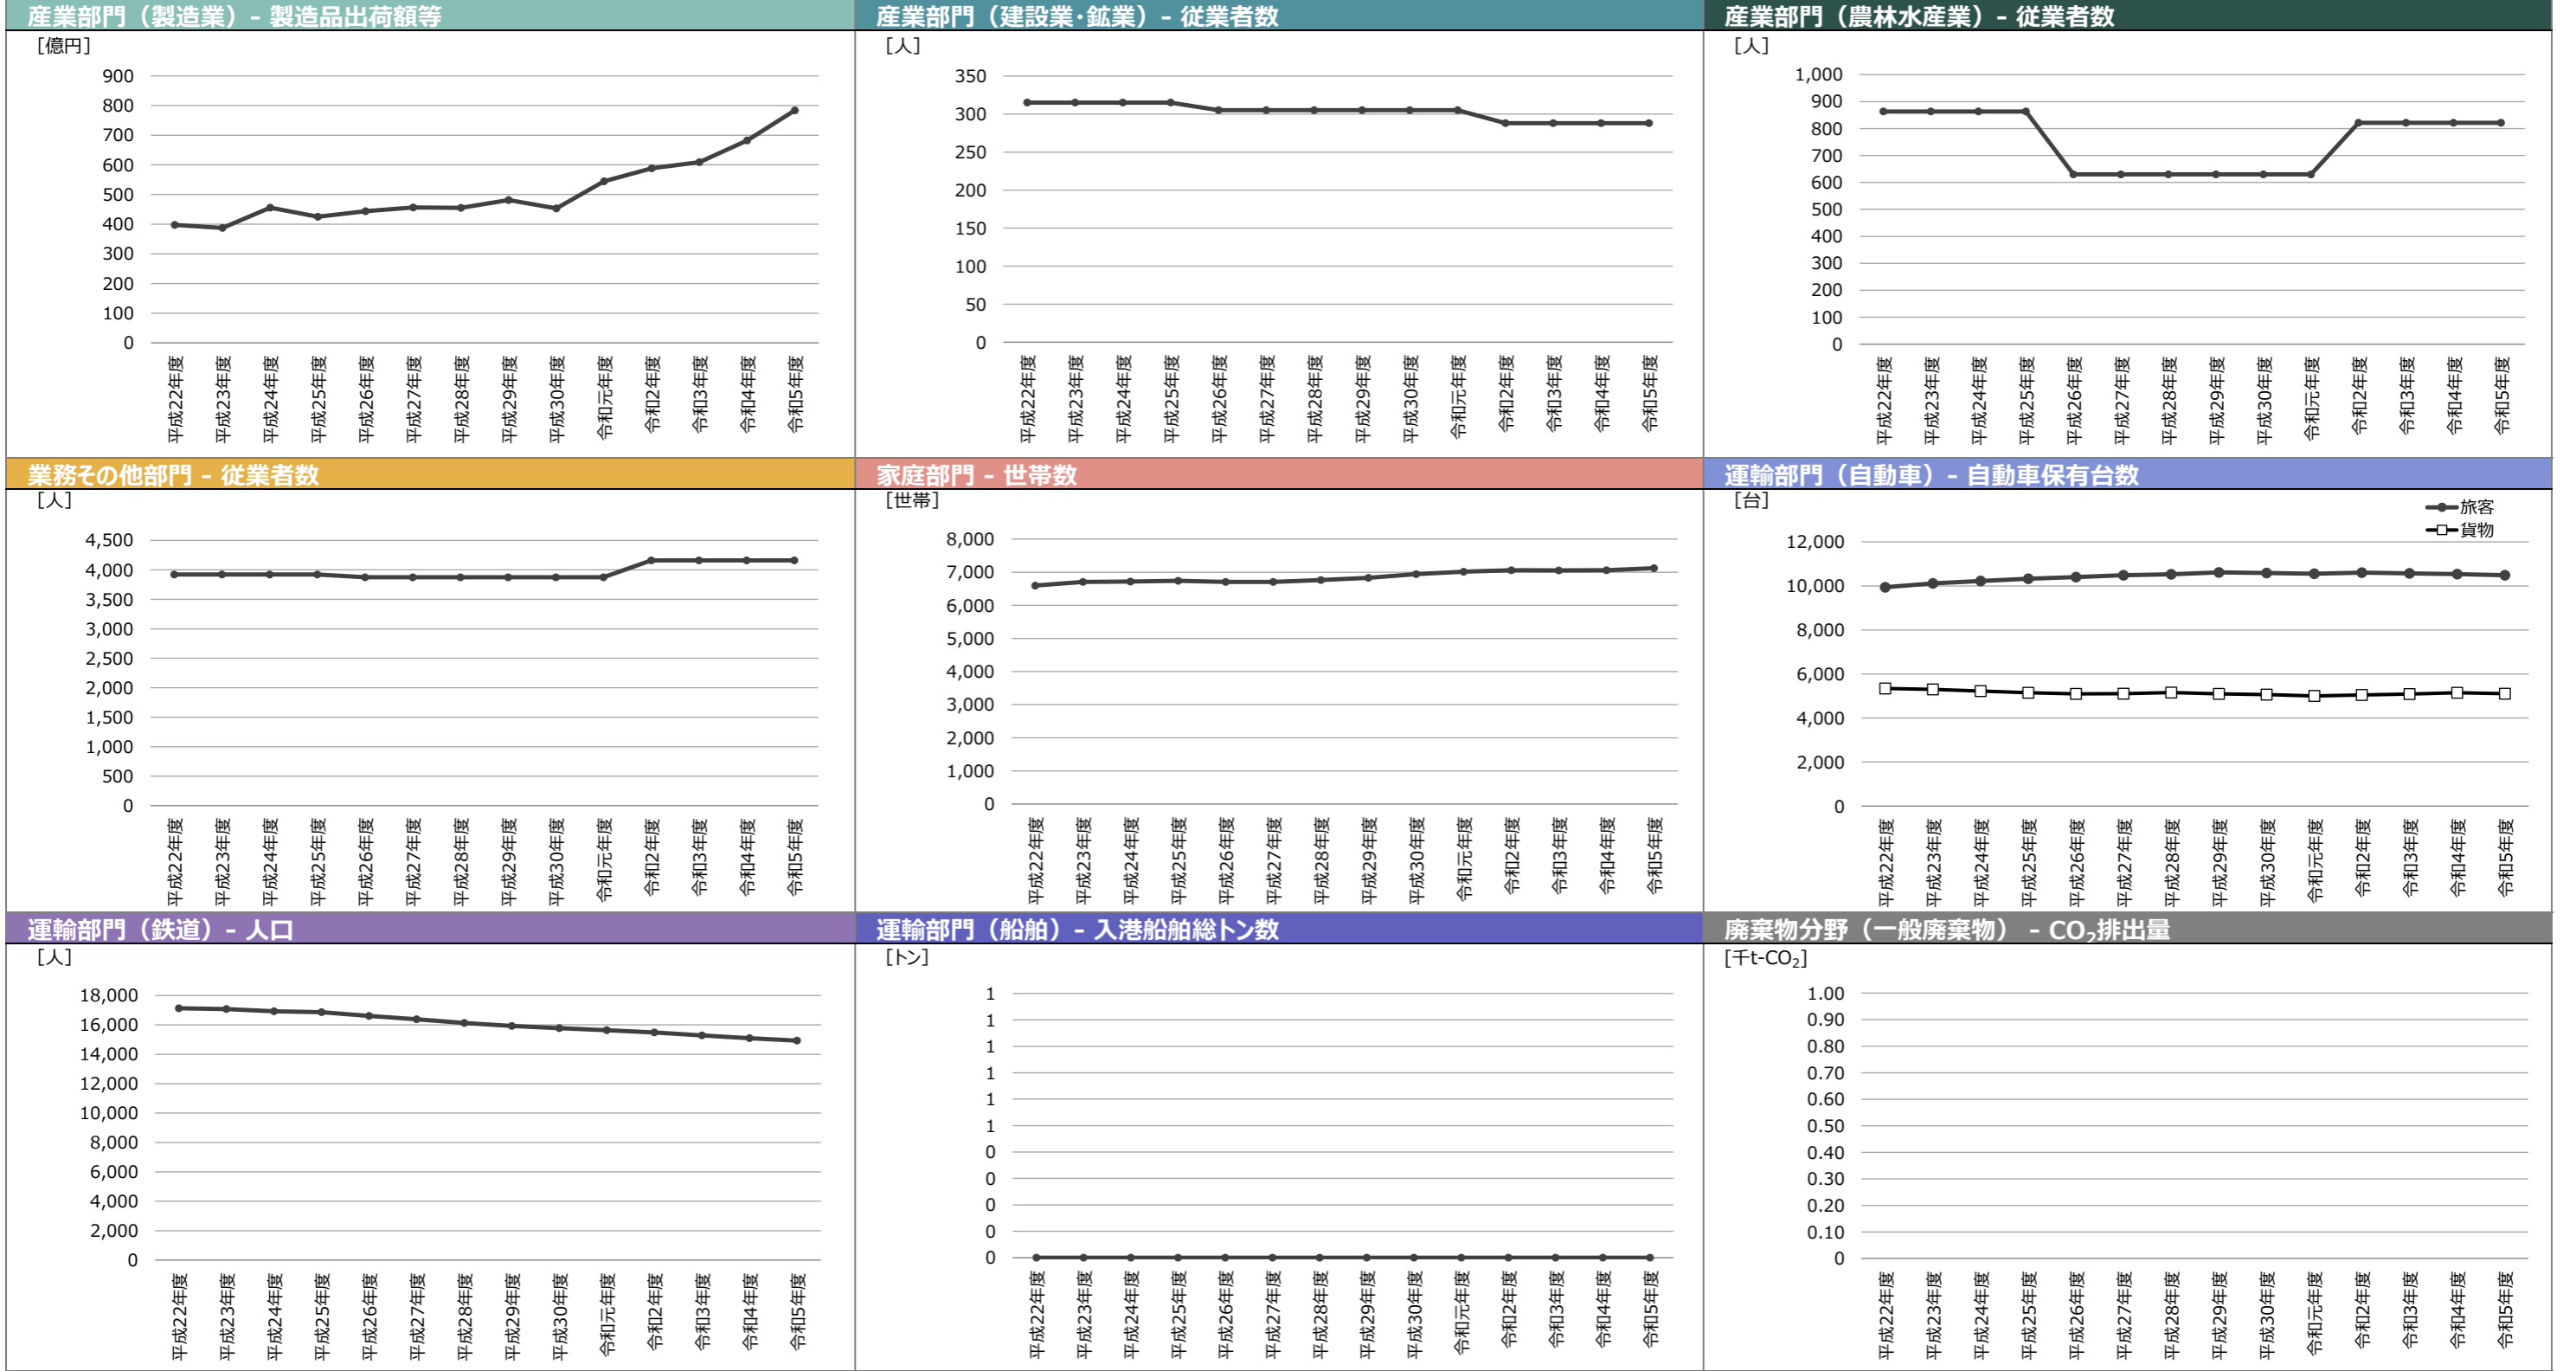 産業部門（製造業）- 製造品出荷額等
[億円]
900
800
700
600
500
400
300
200
100
0
平成22年度
平成23年度
平成24年度
平成25年度
平成26年度
平成27年度
平成28年度
平成29年度
平成30年度
令和元年度
令和2年度
令和3年度
令和4年度
令和5年度
産業部門（建設業･鉱業）- 従業者数
[人]
350
300
250
200
150
100
50
0
平成22年度
平成23年度
平成24年度
平成25年度
平成26年度
平成27年度
平成28年度
平成29年度
平成30年度
令和元年度
令和2年度
令和3年度
令和4年度
令和5年度
産業部門（農林水産業）- 従業者数
[人]
1,000
900
800
700
600
500
400
300
200
100
0
平成22年度
平成23年度
平成24年度
平成25年度
平成26年度
平成27年度
平成28年度
平成29年度
平成30年度
令和元年度
令和2年度
令和3年度
令和4年度
令和5年度
業務その他部門 - 従業者数
[人]
4,500
4,000
3,500
3,000
2,500
2,000
1,500
1,000
500
0
平成22年度
平成23年度
平成24年度
平成25年度
平成26年度
平成27年度
平成28年度
平成29年度
平成30年度
令和元年度
令和2年度
令和3年度
令和4年度
令和5年度
家庭部門 - 世帯数
[世帯]
8,000
7,000
6,000
5,000
4,000
3,000
2,000
1,000
0
平成22年度
平成23年度
平成24年度
平成25年度
平成26年度
平成27年度
平成28年度
平成29年度
平成30年度
令和元年度
令和2年度
令和3年度
令和4年度
令和5年度
運輸部門（自動車）- 自動車保有台数
[台]
旅客
貨物
12,000
10,000
8,000
6,000
4,000
2,000
0
平成22年度
平成23年度
平成24年度
平成25年度
平成26年度
平成27年度
平成28年度
平成29年度
平成30年度
令和元年度
令和2年度
令和3年度
令和4年度
令和5年度
運輸部門（鉄道）- 人口
[人]
18,000
16,000
14,000
12,000
10,000
8,000
6,000
4,000
2,000
0
平成22年度
平成23年度
平成24年度
平成25年度
平成26年度
平成27年度
平成28年度
平成29年度
平成30年度
令和元年度
令和2年度
令和3年度
令和4年度
令和5年度
運輸部門（船舶）- 入港船舶総トン数
[トン]
1
1
1
1
1
1
0
0
0
0
0
平成22年度
平成23年度
平成24年度
平成25年度
平成26年度
平成27年度
平成28年度
平成29年度
平成30年度
令和元年度
令和2年度
令和3年度
令和4年度
令和5年度
廃棄物分野（一般廃棄物） - CO₂排出量
[千t-CO₂]
1.00
0.90
0.80
0.70
0.60
0.50
0.40
0.30
0.20
0.10
0
平成22年度
平成23年度
平成24年度
平成25年度
平成26年度
平成27年度
平成28年度
平成29年度
平成30年度
令和元年度
令和2年度
令和3年度
令和4年度
令和5年度